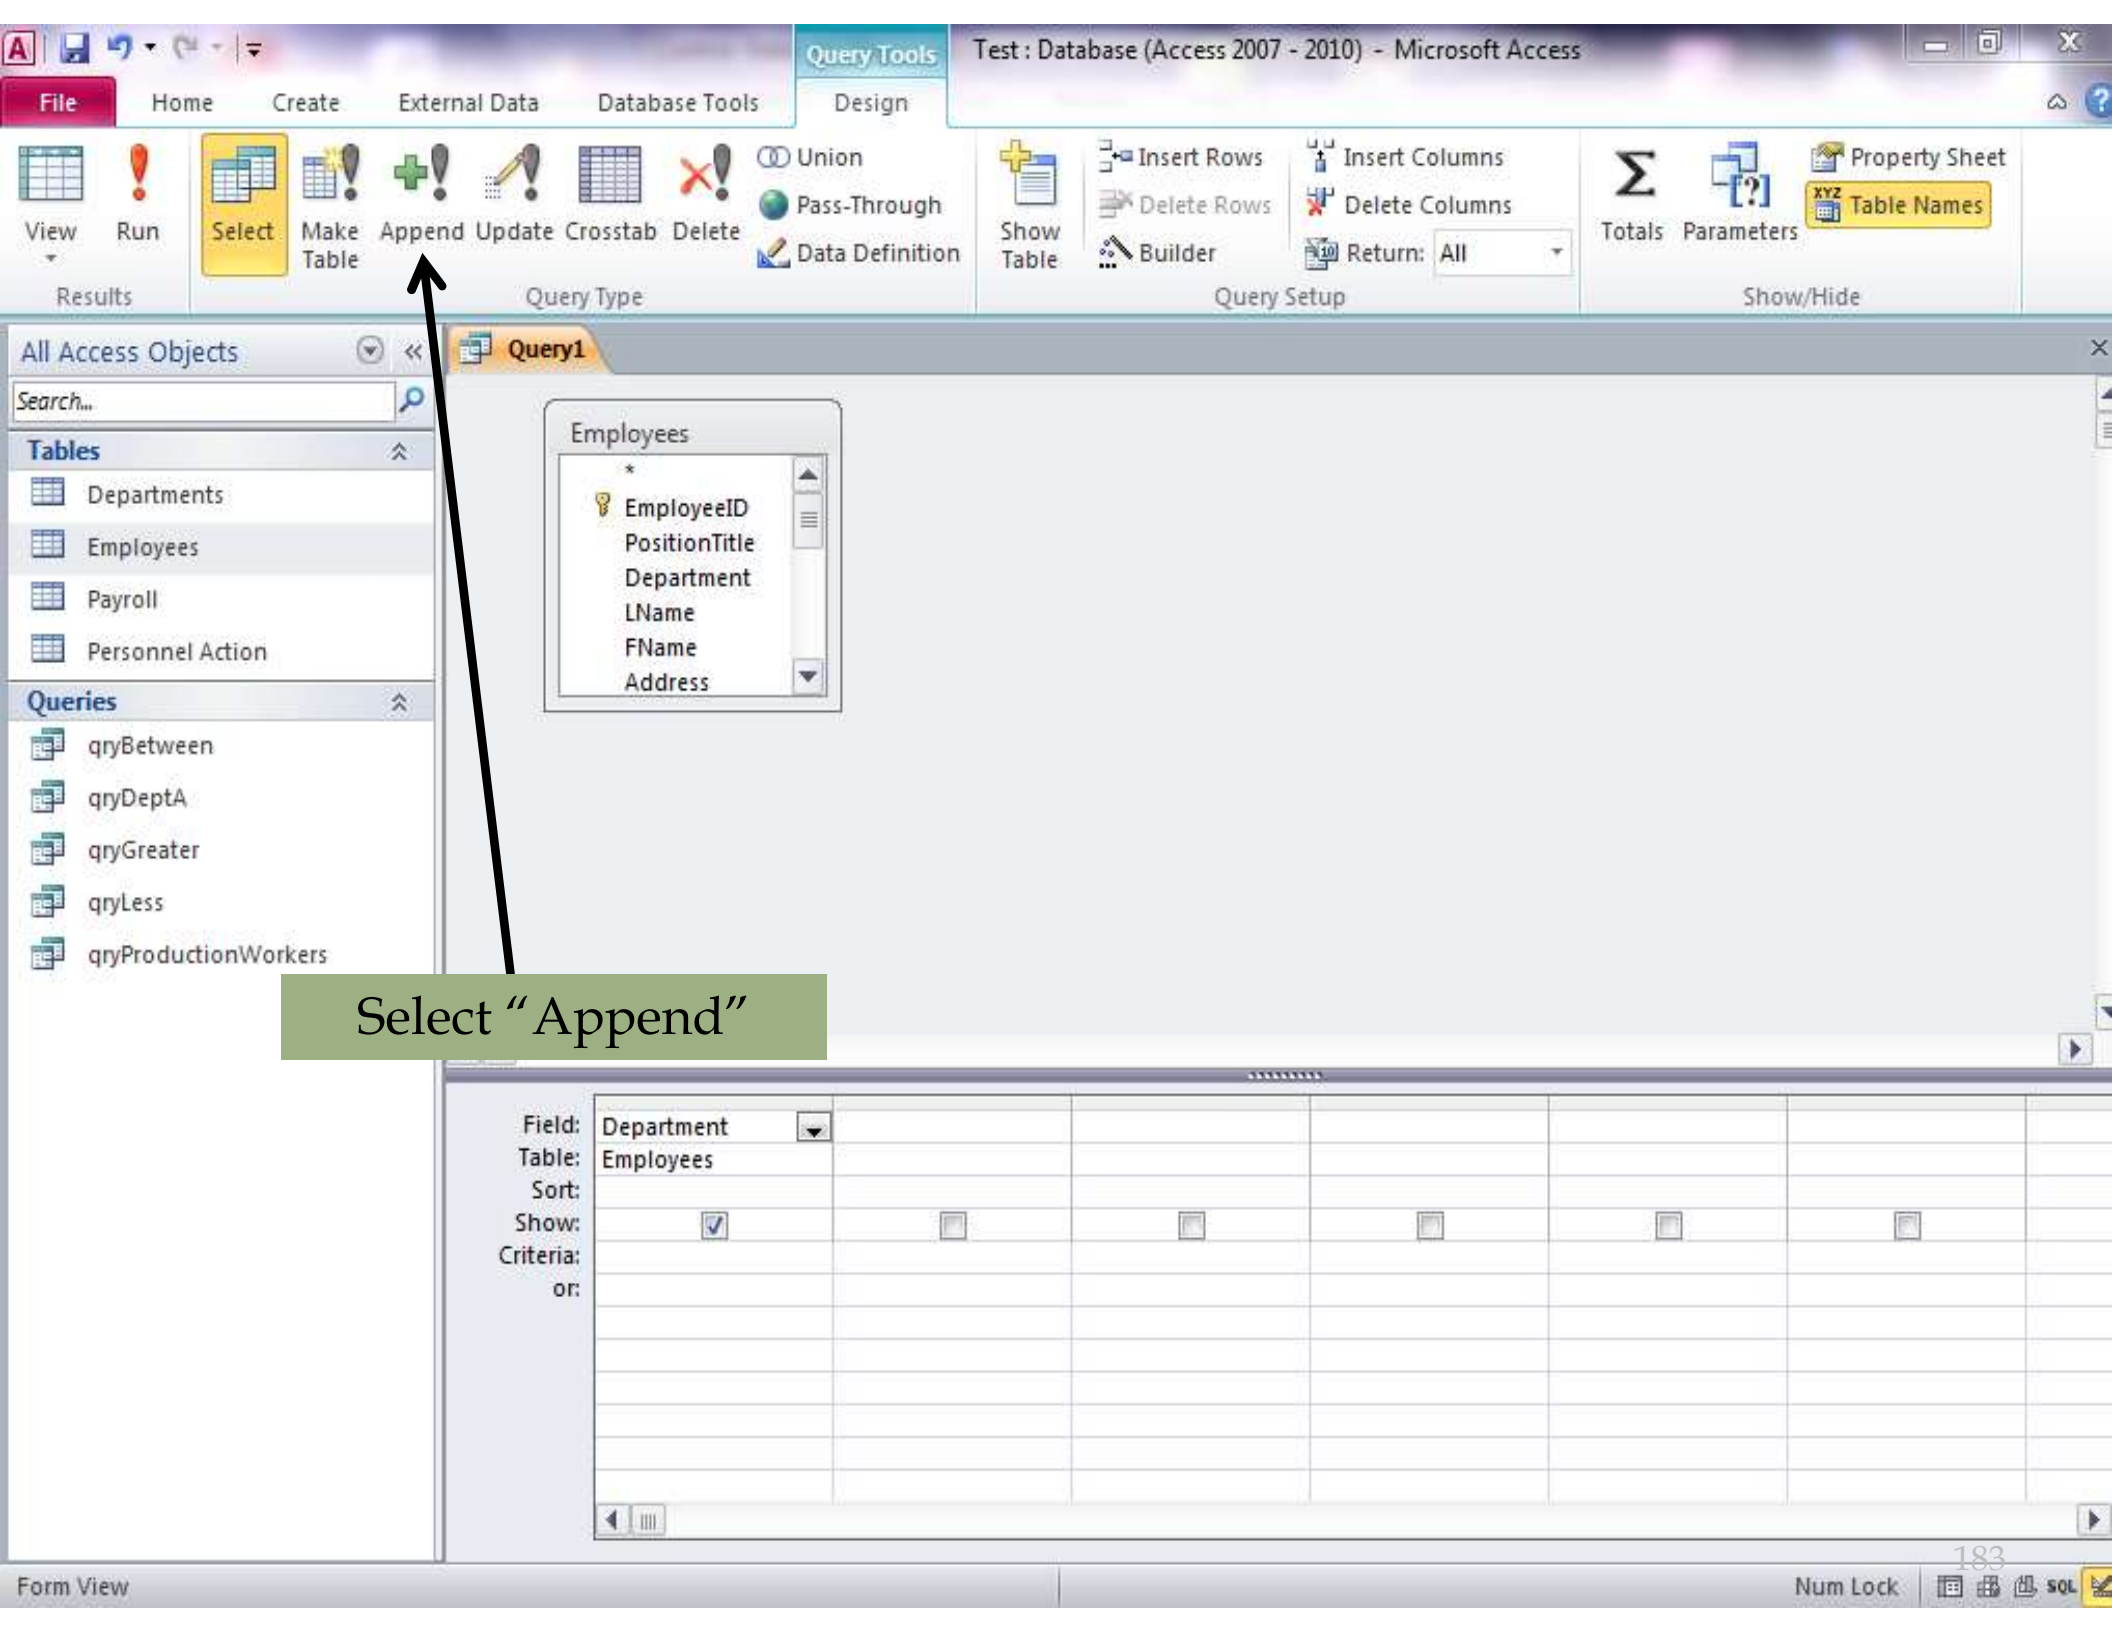 Query Tools
Test : Database (Access 2007 - 2010) - Microsoft Access
File Home Create External Data Database Tools Design
View
Run
Select
Make Table
Append
Update
Crosstab
Delete
Union
Pass-Through
Data Definition
Show Table
Insert Rows
Delete Rows
Builder
Insert Columns
Delete Columns
Return: All
Totals
Parameters
Property Sheet
XYZ Table Names
Results
Query Type
Query Setup
Show/Hide
All Access Objects
Search...
Tables
Departments
Employees
Payroll
Personnel Action
Queries
qryBetween
qryDeptA
qryGreater
qryLess
qryProductionWorkers
Query1
Employees
*
EmployeeID
PositionTitle
Department
LName
FName
Address
Select “Append”
Field: Department
Table: Employees
Sort:
Show:
Criteria:
or:
183
Form View
Num Lock
SQL